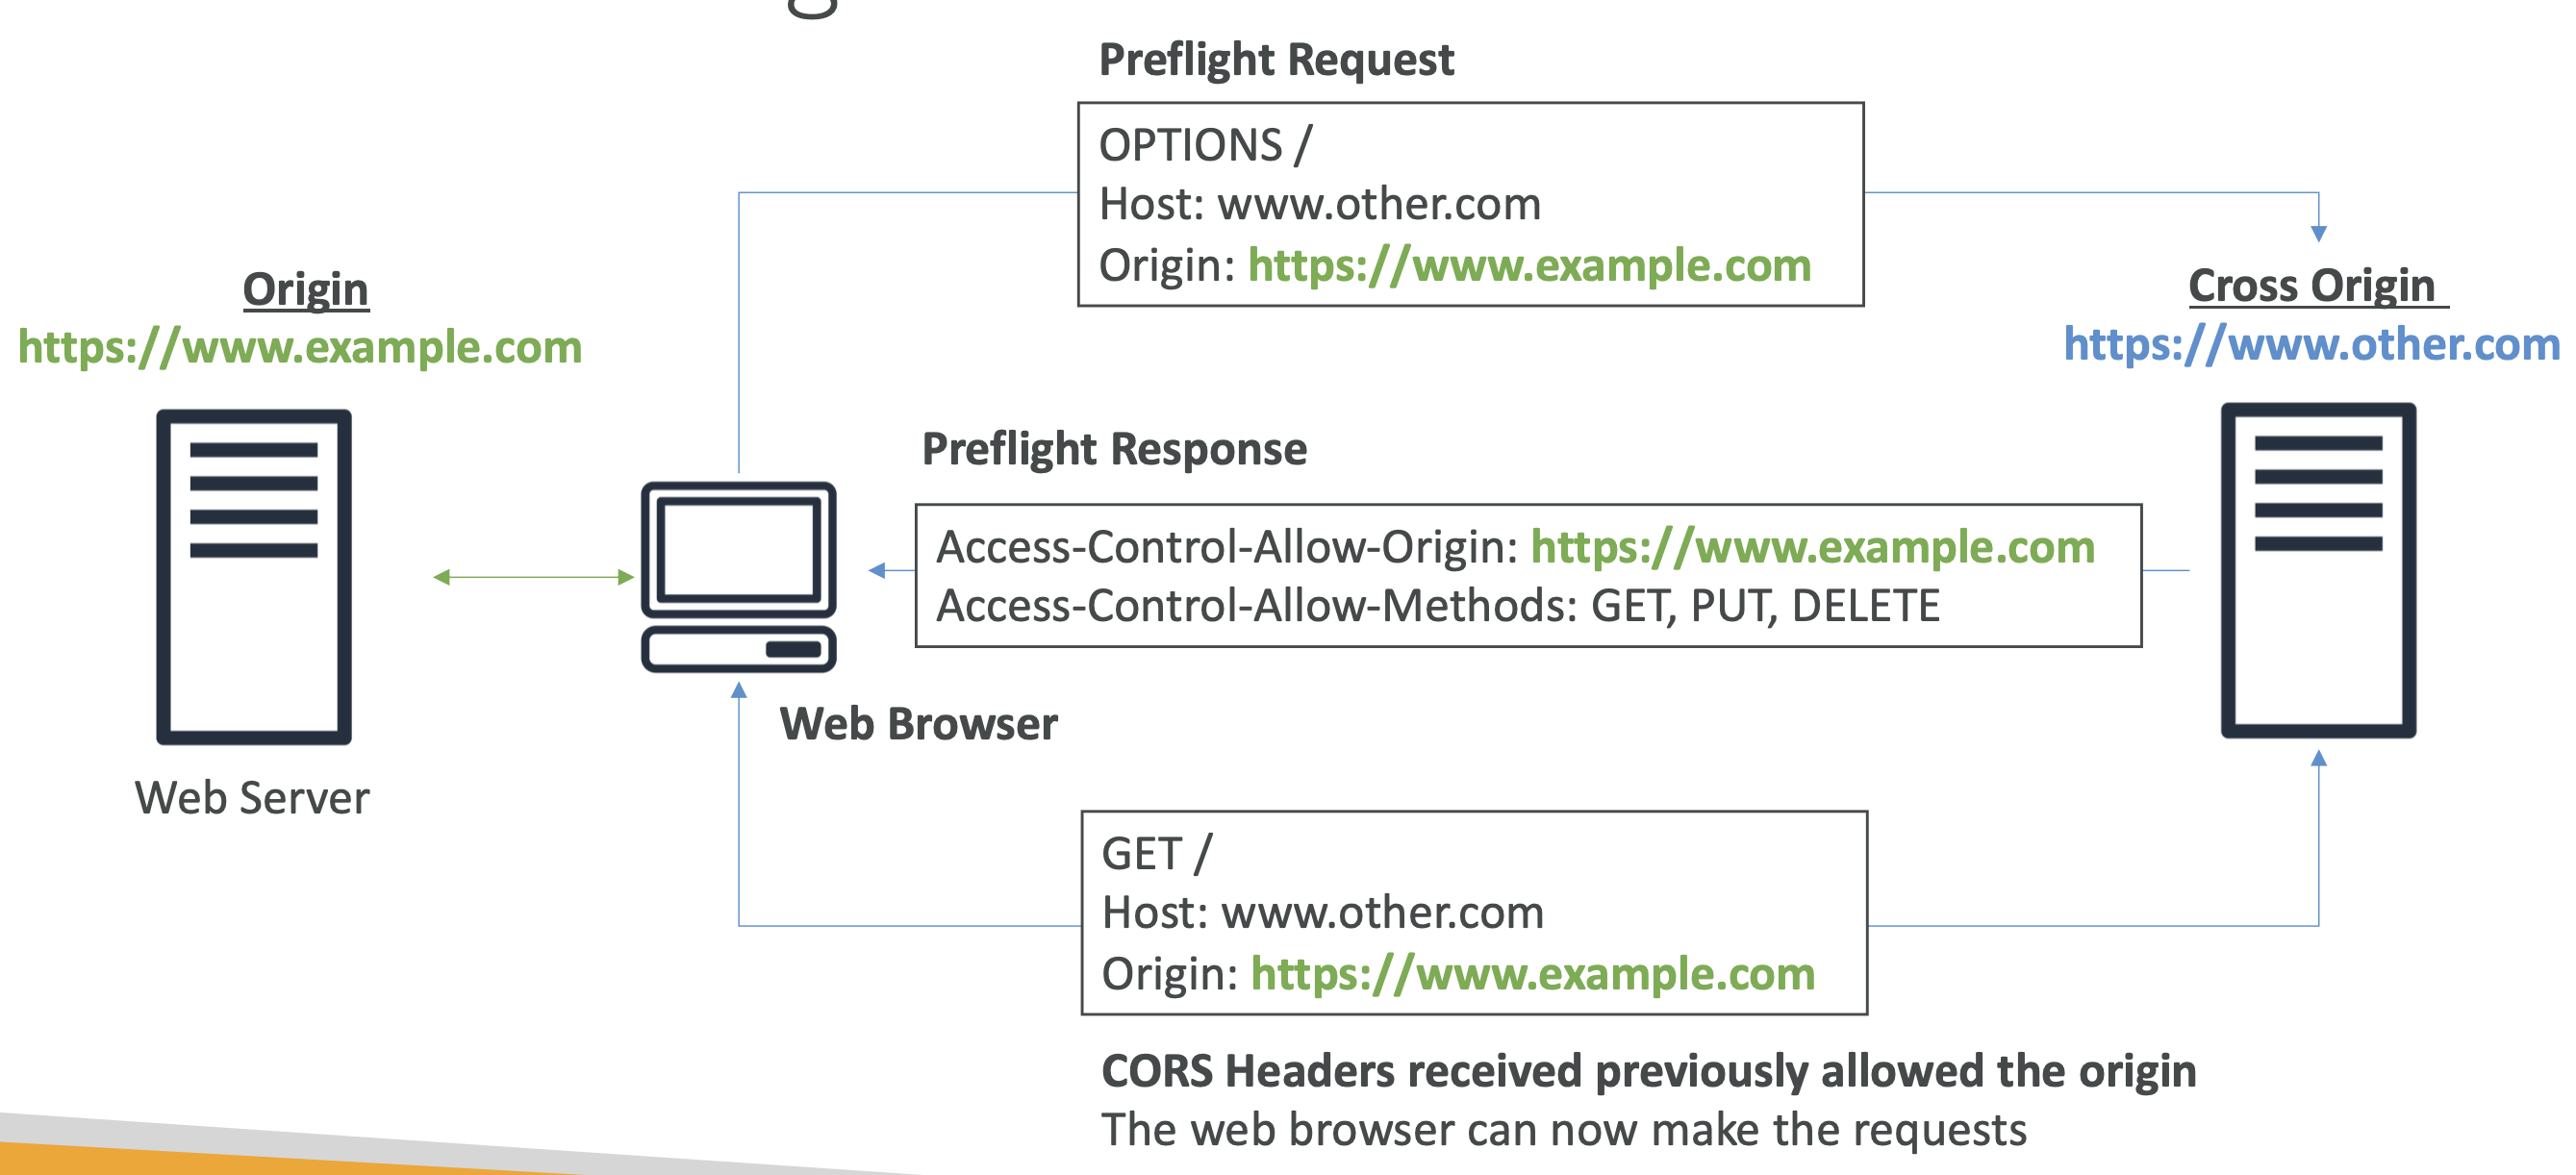 Preflight Request
OPTIONS /
Host: www.other.com
Origin: https://www.example.com
Origin
https://www.example.com
Cross Origin
https://www.other.com
Preflight Response
Access-Control-Allow-Origin: https://www.example.com
Access-Control-Allow-Methods: GET, PUT, DELETE
Web Browser
Web Server
GET /
Host: www.other.com
Origin: https://www.example.com
CORS Headers received previously allowed the origin
The web browser can now make the requests